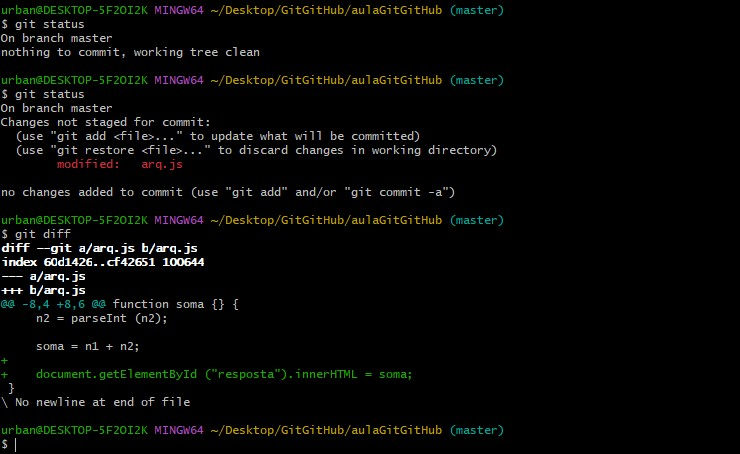 urban@DESKTOP-5F2OI2K MINGW64 ~/Desktop/GitGitHub/aulaGitGitHub (master)
$ git status
On branch master
nothing to commit, working tree clean
urban@DESKTOP-5F2OI2K MINGW64 ~/Desktop/GitGitHub/aulaGitGitHub (master)
$ git status
On branch master
Changes not staged for commit:
  (use "git add <file>..." to update what will be committed)
  (use "git restore <file>..." to discard changes in working directory)
        modified:   arq.js
no changes added to commit (use "git add" and/or "git commit -a")
urban@DESKTOP-5F2OI2K MINGW64 ~/Desktop/GitGitHub/aulaGitGitHub (master)
$ git diff
diff --git a/arq.js b/arq.js
index 60d1426..cf42651 100644
--- a/arq.js
+++ b/arq.js
@@ -8,4 +8,6 @@ function soma {} {
     n2 = parseInt (n2);
     soma = n1 + n2;
+
+    document.getElementById ("resposta").innerHTML = soma;
 }
\ No newline at end of file
urban@DESKTOP-5F2OI2K MINGW64 ~/Desktop/GitGitHub/aulaGitGitHub (master)
$